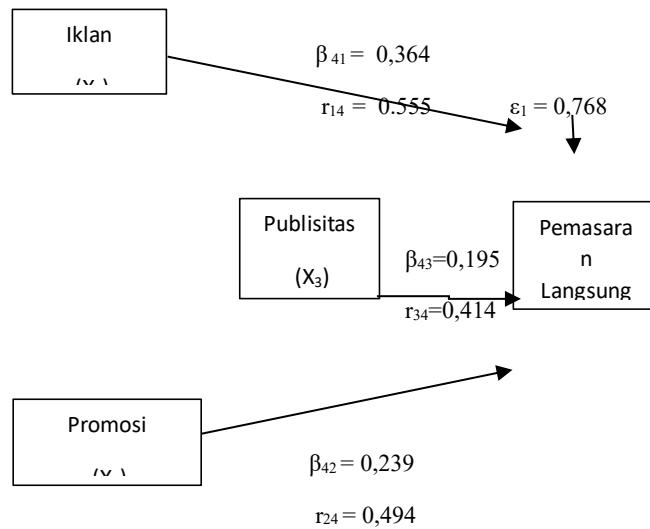 Iklan
β₄₁ = 0,364
r₁₄ = 0.555
ε₁ = 0,768
Publisitas
(X₃)
β₄₃=0,195
r₃₄=0,414
Pemasara
n
Langsung
Promosi
β₄₂ = 0,239
r₂₄ = 0,494